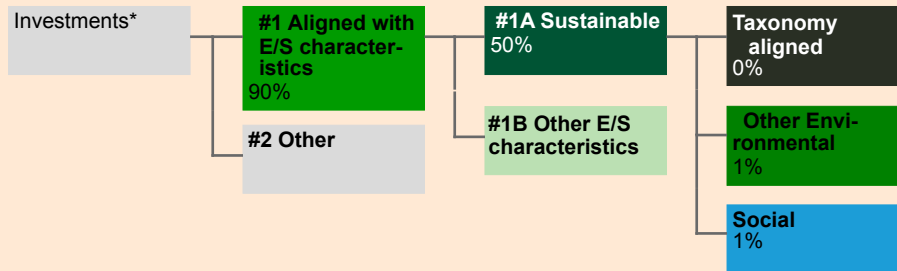 Investments*
#1 Aligned with
E/S character-
istics
90%
#2 Other
#1A Sustainable
50%
#1B Other E/S
characteristics
Taxonomy
aligned
0%
Other Envi-
ronmental
1%
Social
1%